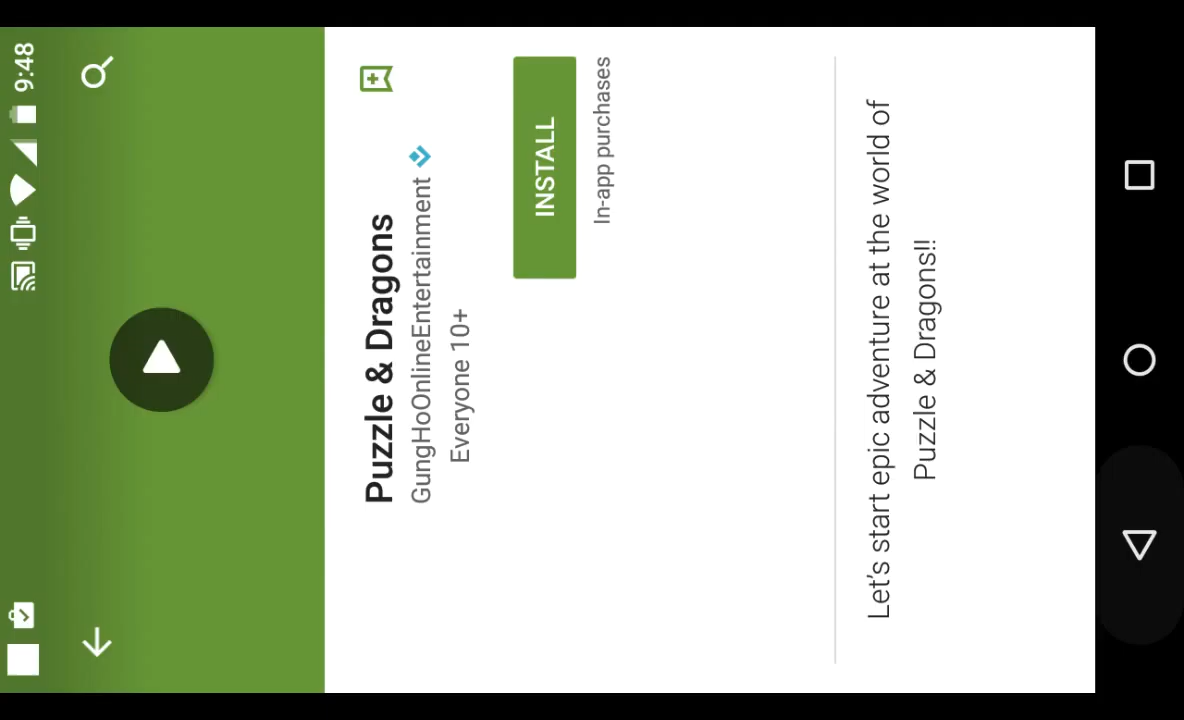 9:48
Puzzle & Dragons
GungHoOnlineEntertainment
Everyone 10+
INSTALL
In-app purchases
Let's start epic adventure at the world of
Puzzle & Dragons!!